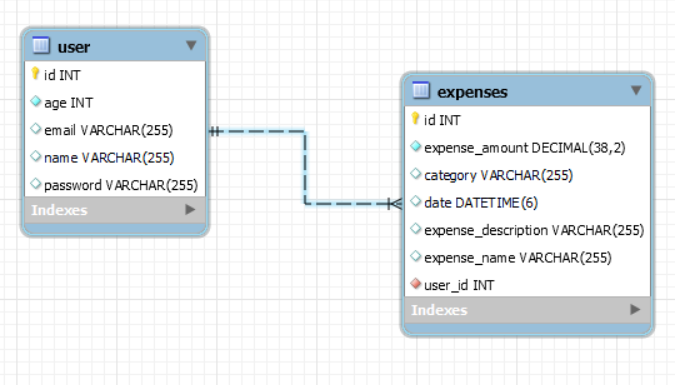 user
id INT
age INT
email VARCHAR(255)
name VARCHAR(255)
password VARCHAR(255)
Indexes
expenses
id INT
expense_amount DECIMAL(38,2)
category VARCHAR(255)
date DATETIME(6)
expense_description VARCHAR(255)
expense_name VARCHAR(255)
user_id INT
Indexes